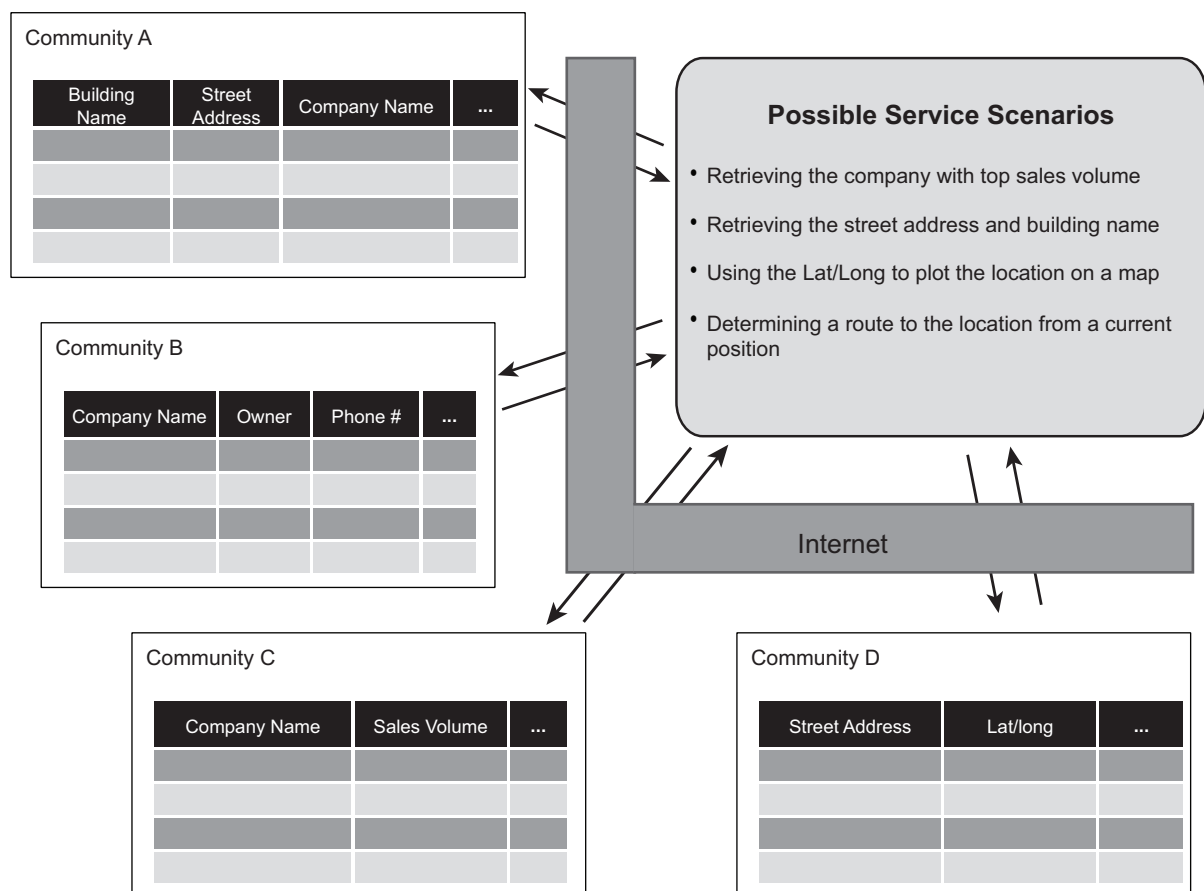 Community A
Building
Name
Street
Address
Company Name
...
Possible Service Scenarios
• Retrieving the company with top sales volume
• Retrieving the street address and building name
• Using the Lat/Long to plot the location on a map
• Determining a route to the location from a current
position
Community B
Company Name
Owner
Phone #
...
Internet
Community C
Company Name
Sales Volume
...
Community D
Street Address
Lat/long
...